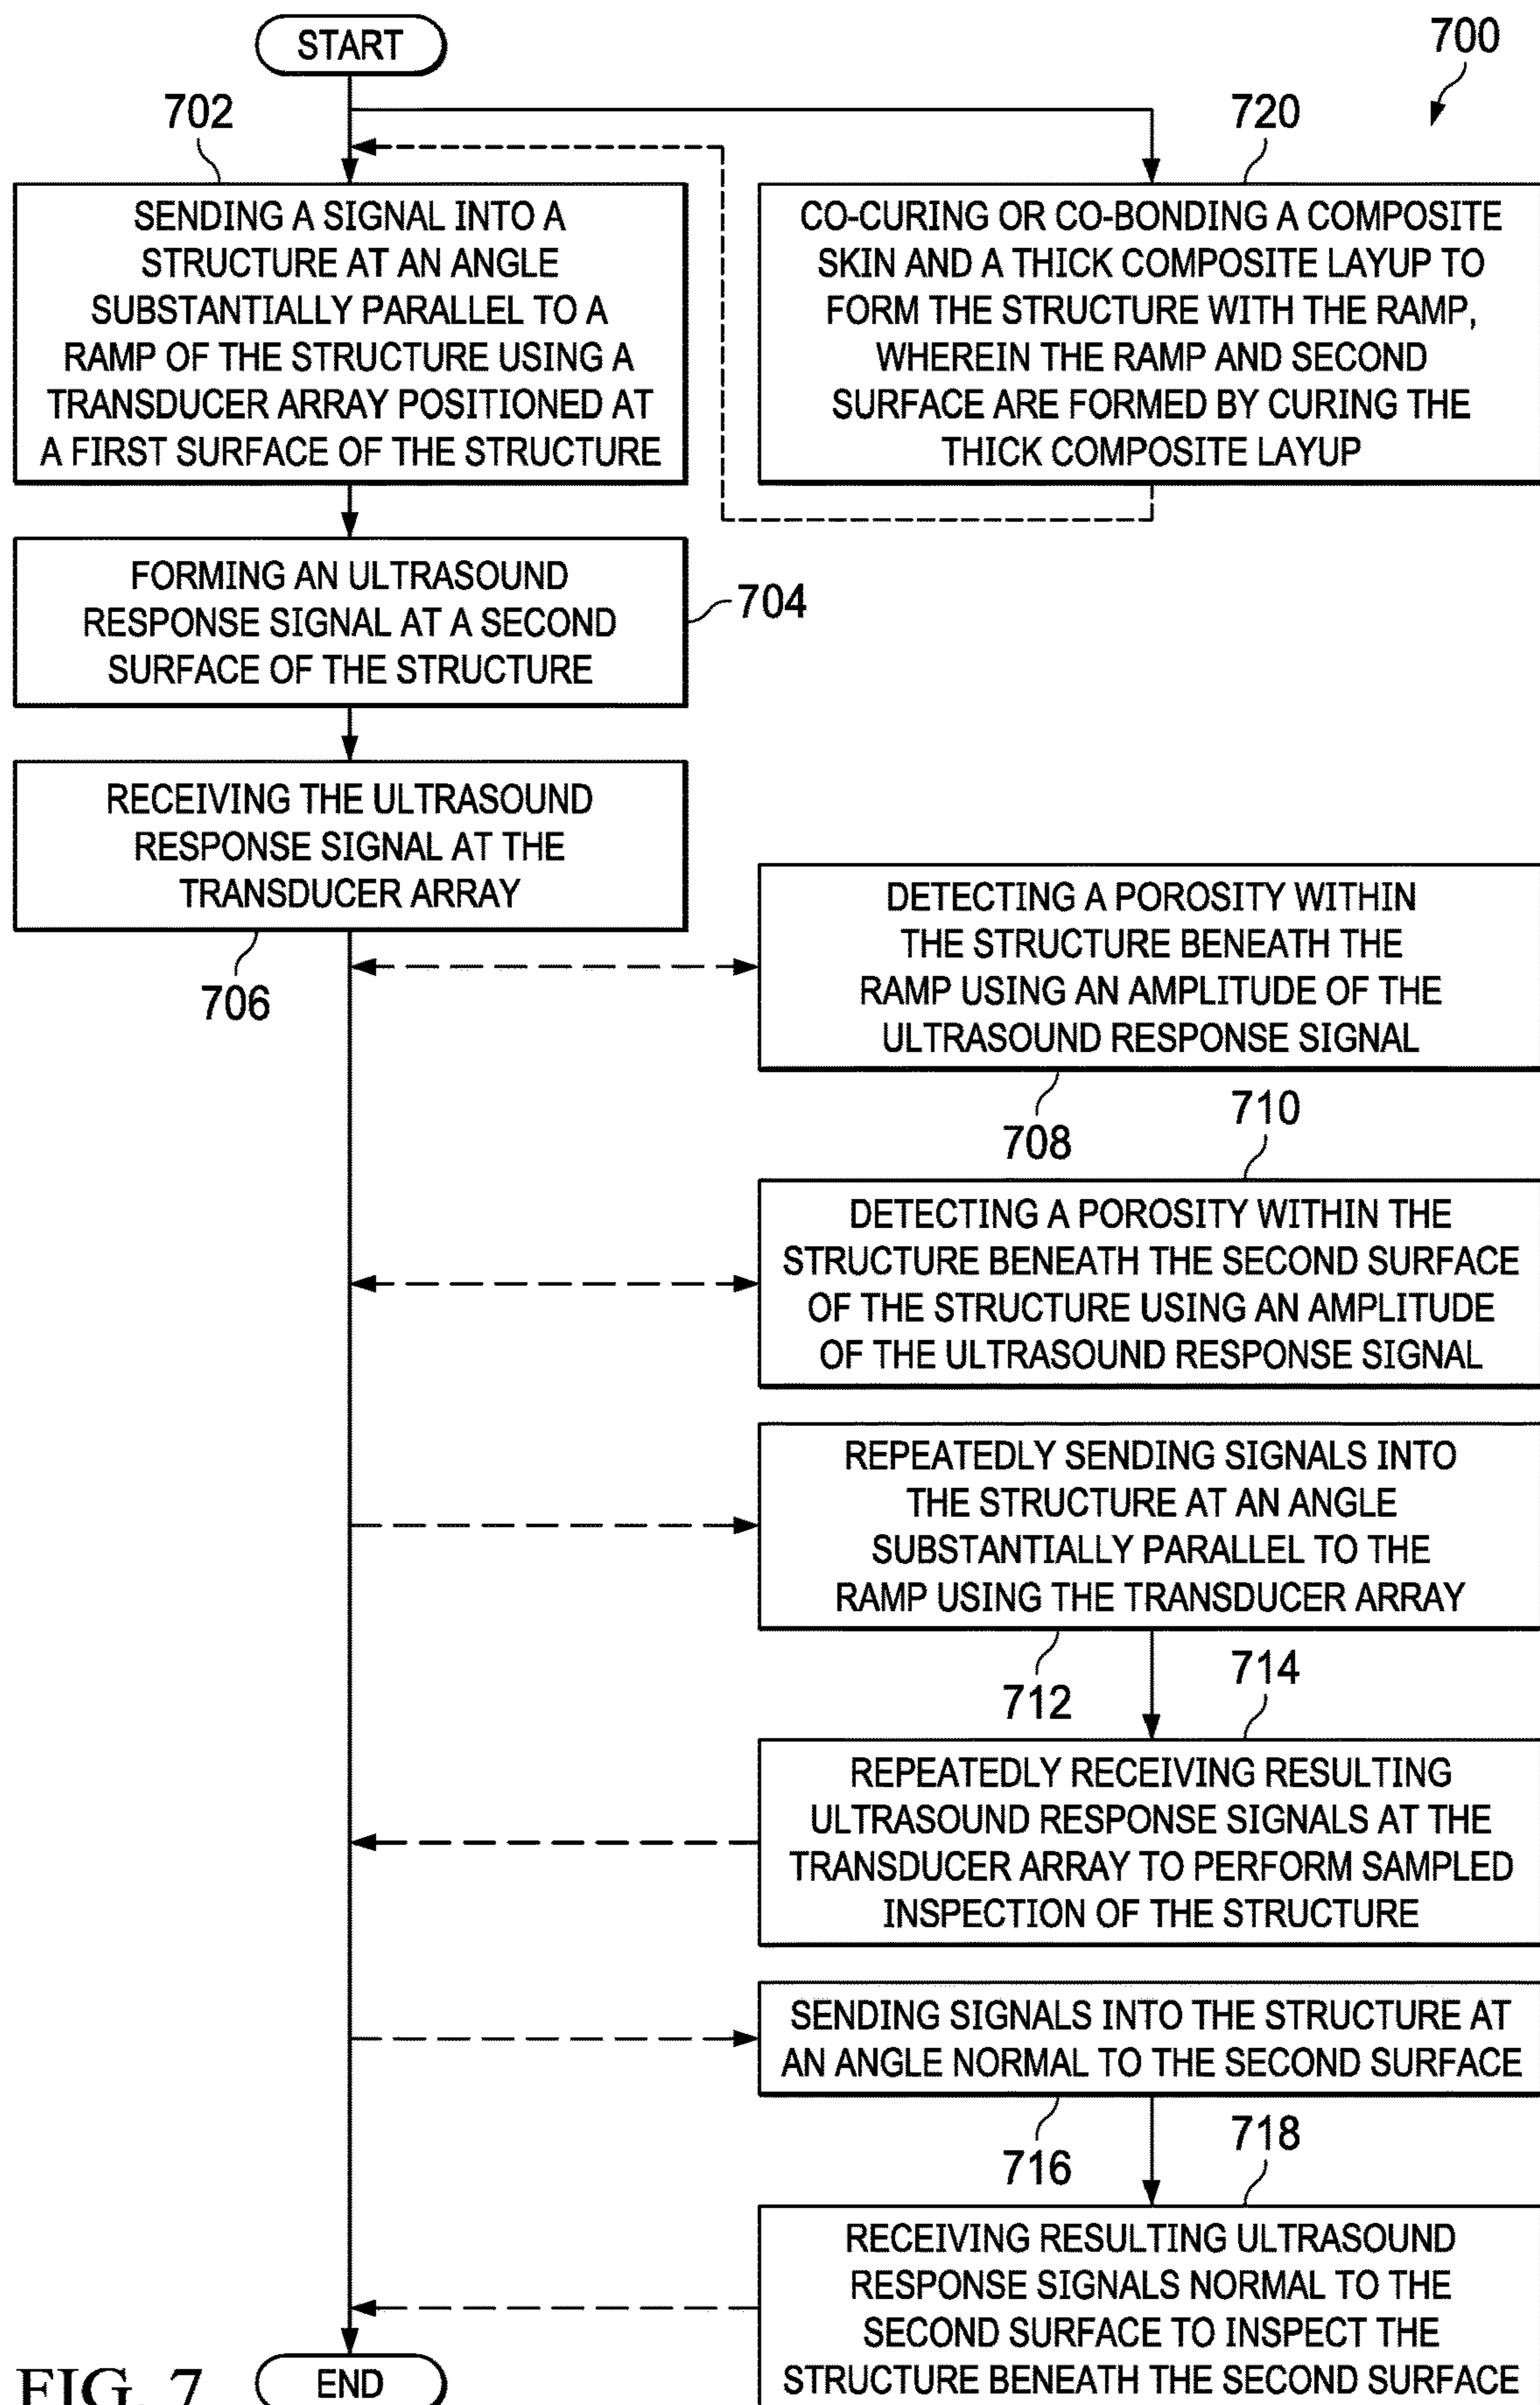 START
700
702
SENDING A SIGNAL INTO A
STRUCTURE AT AN ANGLE
SUBSTANTIALLY PARALLEL TO A
RAMP OF THE STRUCTURE USING A
TRANSDUCER ARRAY POSITIONED AT
A FIRST SURFACE OF THE STRUCTURE
720
CO-CURING OR CO-BONDING A COMPOSITE
SKIN AND A THICK COMPOSITE LAYUP TO
FORM THE STRUCTURE WITH THE RAMP,
WHEREIN THE RAMP AND SECOND
SURFACE ARE FORMED BY CURING THE
THICK COMPOSITE LAYUP
FORMING AN ULTRASOUND
RESPONSE SIGNAL AT A SECOND
SURFACE OF THE STRUCTURE
704
RECEIVING THE ULTRASOUND
RESPONSE SIGNAL AT THE
TRANSDUCER ARRAY
706
DETECTING A POROSITY WITHIN
THE STRUCTURE BENEATH THE
RAMP USING AN AMPLITUDE OF THE
ULTRASOUND RESPONSE SIGNAL
708
710
DETECTING A POROSITY WITHIN THE
STRUCTURE BENEATH THE SECOND SURFACE
OF THE STRUCTURE USING AN AMPLITUDE
OF THE ULTRASOUND RESPONSE SIGNAL
REPEATEDLY SENDING SIGNALS INTO
THE STRUCTURE AT AN ANGLE
SUBSTANTIALLY PARALLEL TO THE
RAMP USING THE TRANSDUCER ARRAY
712
714
REPEATEDLY RECEIVING RESULTING
ULTRASOUND RESPONSE SIGNALS AT THE
TRANSDUCER ARRAY TO PERFORM SAMPLED
INSPECTION OF THE STRUCTURE
SENDING SIGNALS INTO THE STRUCTURE AT
AN ANGLE NORMAL TO THE SECOND SURFACE
716
718
RECEIVING RESULTING ULTRASOUND
RESPONSE SIGNALS NORMAL TO THE
SECOND SURFACE TO INSPECT THE
STRUCTURE BENEATH THE SECOND SURFACE
END
FIG. 7